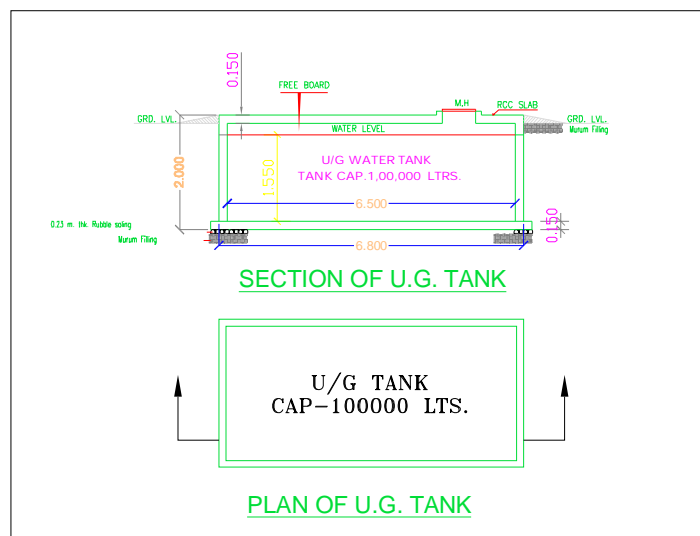 0.150
FREE BOARD
M.H
RCC SLAB
GRD. LVL.
GRD. LVL.
WATER LEVEL
Murum Filling
2.000
1.550
U/G WATER TANK
TANK CAP.1,00,000 LTRS.
6.500
0.23 m. thk. Rubble soling
0.150
Murum Filling
6.800
SECTION OF U.G. TANK
U/G TANK
CAP-100000 LTS.
PLAN OF U.G. TANK